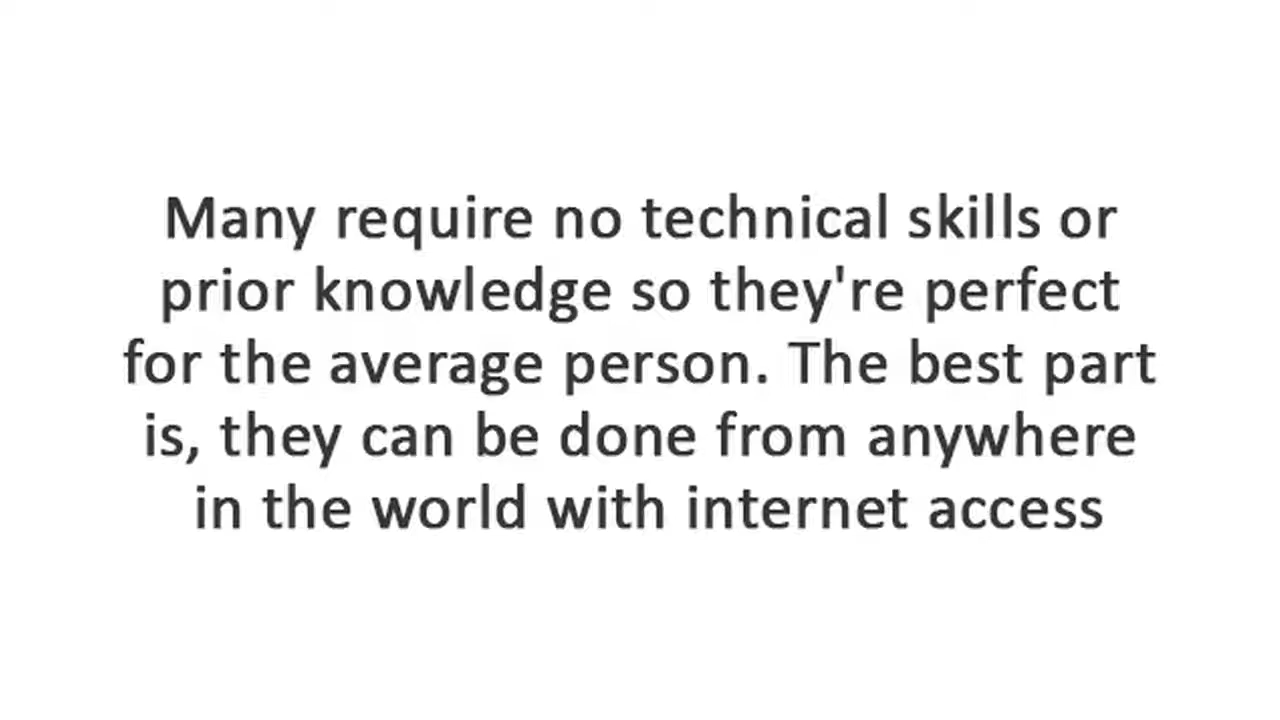 Many require no technical skills or
prior knowledge so they're perfect
for the average person. The best part
is, they can be done from anywhere
in the world with internet access